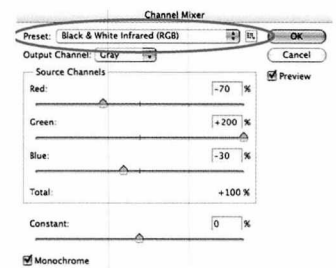 Channel Mixer
Preset: Black & White Infrared (RGB) OK
Output Channel: Gray Cancel
Source Channels Preview
Red: -70 %
Green: +200 %
Blue: -30 %
Total: +100 %
Constant: 0 %
Monochrome